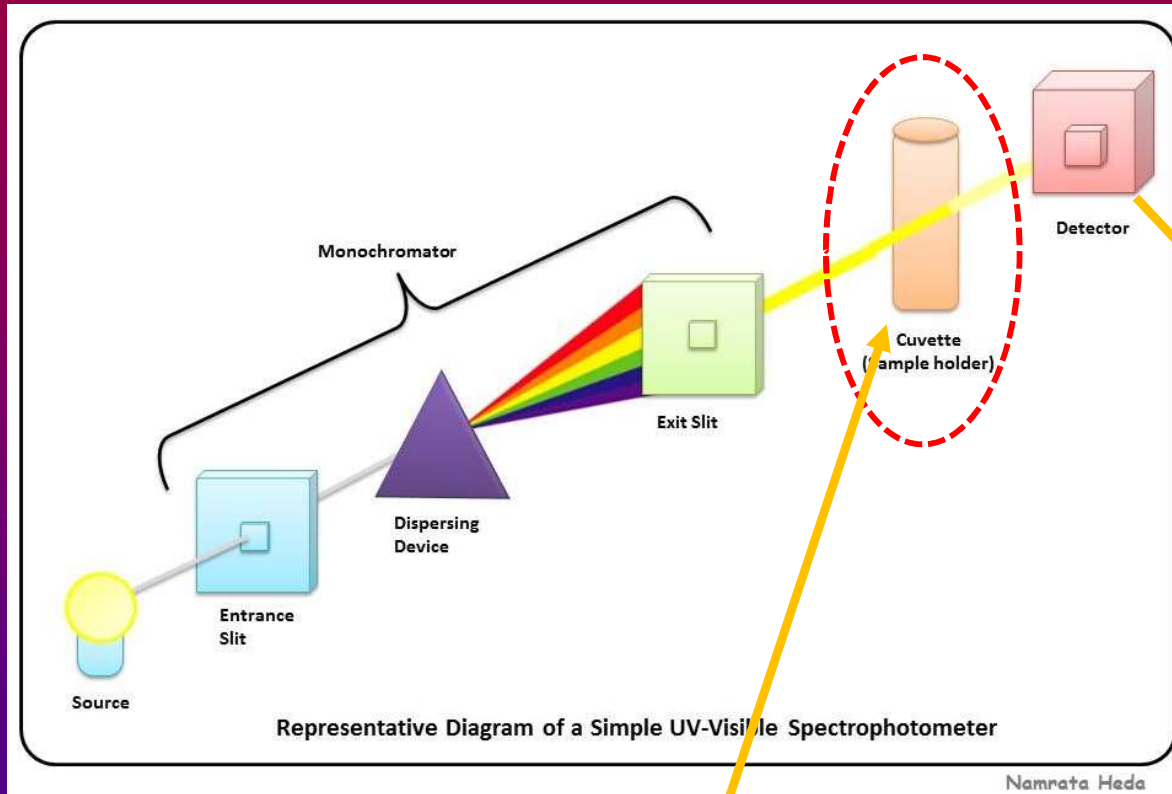 Monochromator
Detector
Cuvette
(Sample holder)
Exit Slit
Dispersing
Device
Entrance
Slit
Source
Representative Diagram of a Simple UV-Visible Spectrophotometer
Namrata Heda